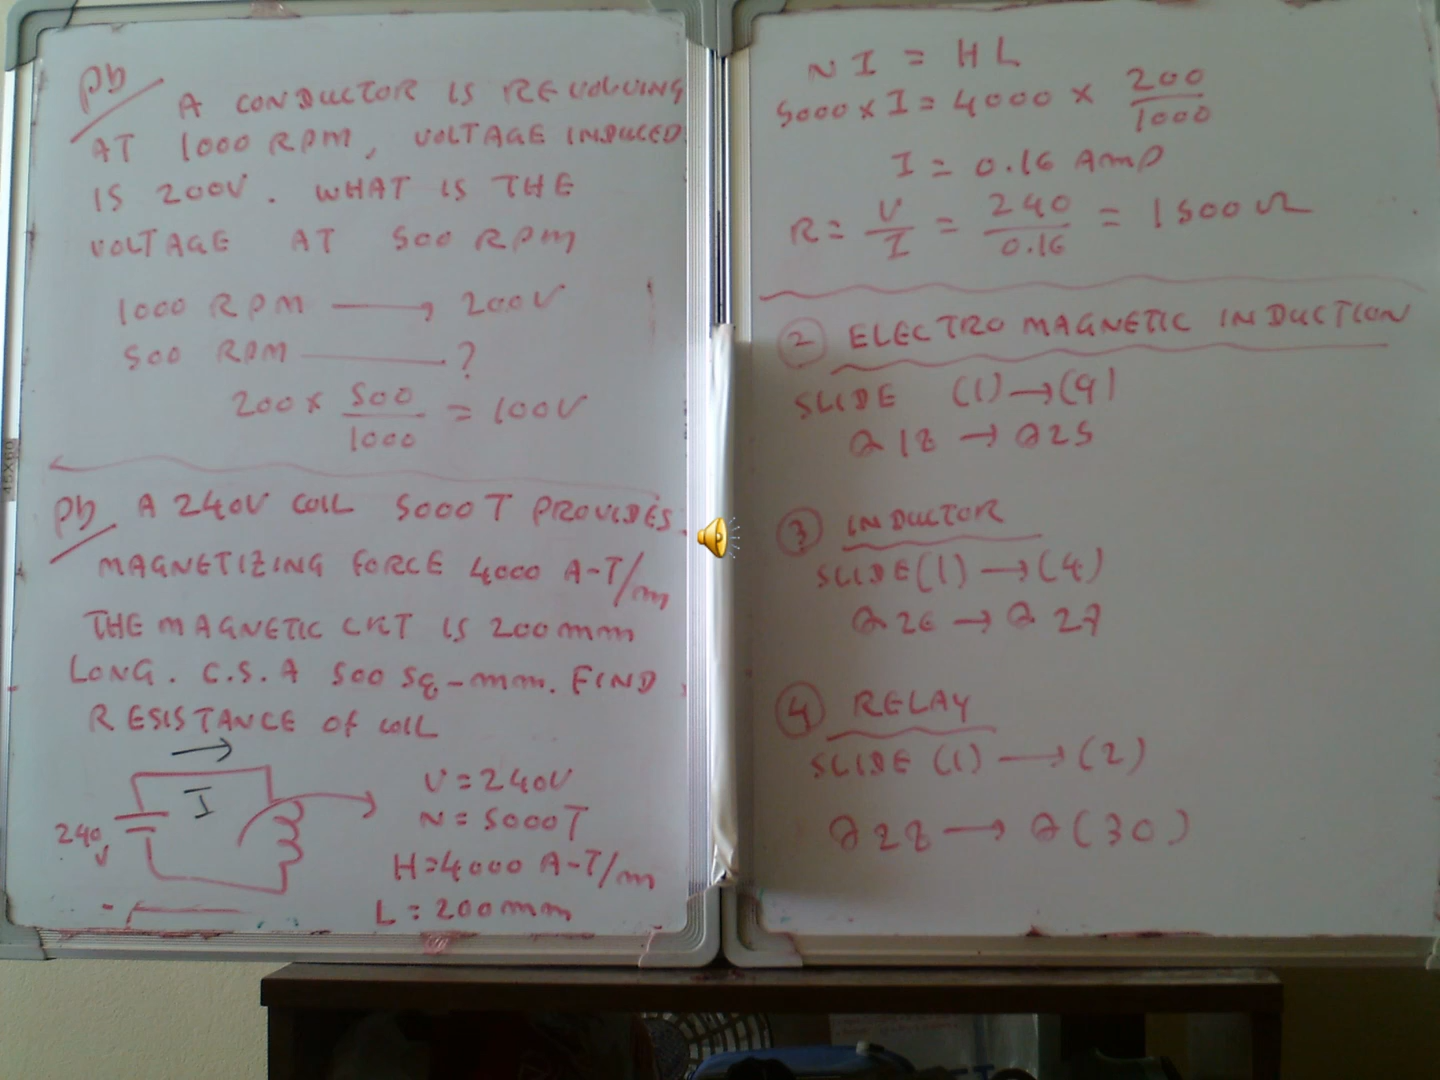 Pb
A CONDUCTOR IS REVOLVING
AT 1000 RPM, VOLTAGE INDUCED
IS 200V. WHAT IS THE
VOLTAGE AT 500 RPM
1000 RPM → 200V
500 RPM — ?
200 × 500/1000 = 100V
Pb A 240V COIL 5000T PROVIDES
MAGNETIZING FORCE 4000 A-T/m
THE MAGNETIC CKT IS 200mm
LONG. C.S.A 500 Sq-mm. FIND
RESISTANCE OF COIL
I
240V
V = 240V
N = 5000T
H = 4000 A-T/m
L = 200mm
NI = HL
5000 × I = 4000 × 200/1000
I = 0.16 AMP
R = V/I = 240/0.16 = 1500 Ω
2 ELECTRO MAGNETIC INDUCTION
SLIDE (1) → (9)
Q18 → Q25
3 INDUCTOR
SLIDE (1) → (4)
Q26 → Q27
4 RELAY
SLIDE (1) → (2)
Q28 → Q(30)
45X60